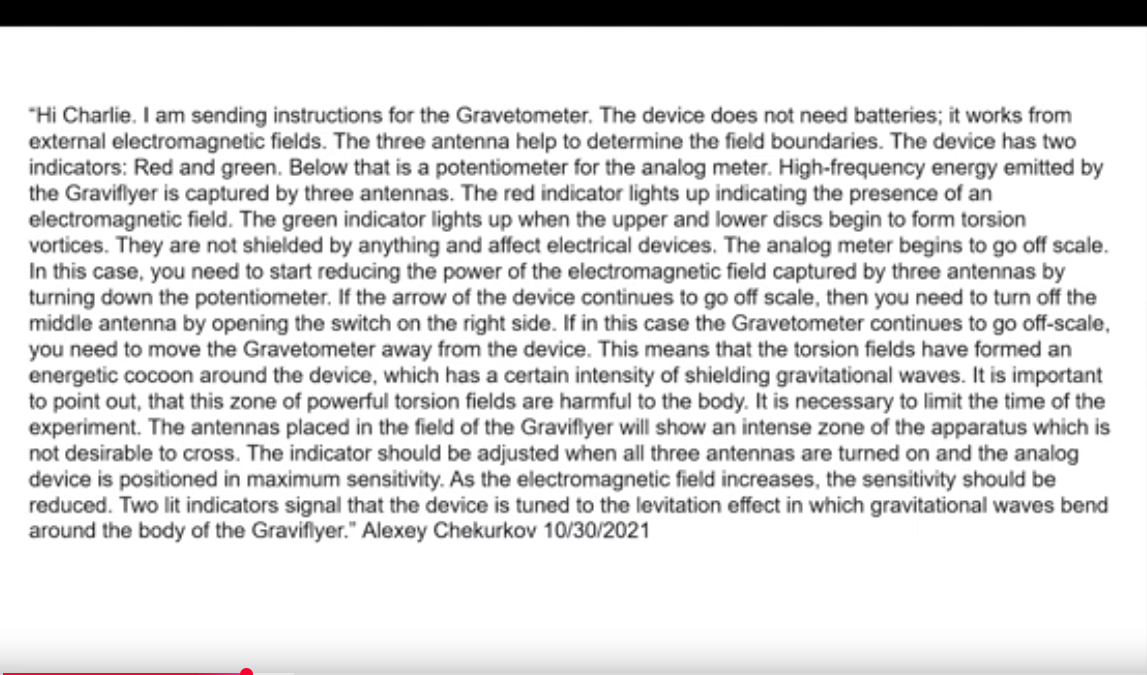 "Hi Charlie. I am sending instructions for the Gravetometer. The device does not need batteries; it works from
external electromagnetic fields. The three antenna help to determine the field boundaries. The device has two
indicators: Red and green. Below that is a potentiometer for the analog meter. High-frequency energy emitted by
the Graviflyer is captured by three antennas. The red indicator lights up indicating the presence of an
electromagnetic field. The green indicator lights up when the upper and lower discs begin to form torsion
vortices. They are not shielded by anything and affect electrical devices. The analog meter begins to go off scale.
In this case, you need to start reducing the power of the electromagnetic field captured by three antennas by
turning down the potentiometer. If the arrow of the device continues to go off scale, then you need to turn off the
middle antenna by opening the switch on the right side. If in this case the Gravetometer continues to go off-scale,
you need to move the Gravetometer away from the device. This means that the torsion fields have formed an
energetic cocoon around the device, which has a certain intensity of shielding gravitational waves. It is important
to point out, that this zone of powerful torsion fields are harmful to the body. It is necessary to limit the time of the
experiment. The antennas placed in the field of the Graviflyer will show an intense zone of the apparatus which is
not desirable to cross. The indicator should be adjusted when all three antennas are turned on and the analog
device is positioned in maximum sensitivity. As the electromagnetic field increases, the sensitivity should be
reduced. Two lit indicators signal that the device is tuned to the levitation effect in which gravitational waves bend
around the body of the Graviflyer." Alexey Chekurkov 10/30/2021